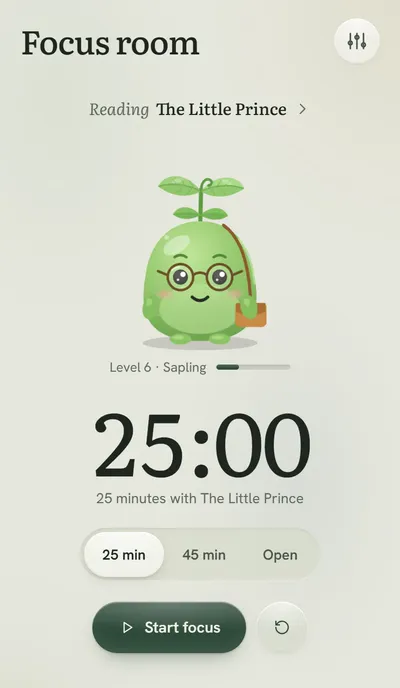 Focus room
Reading The Little Prince
Level 6 · Sapling
25:00
25 minutes with The Little Prince
25 min 45 min Open
Start focus